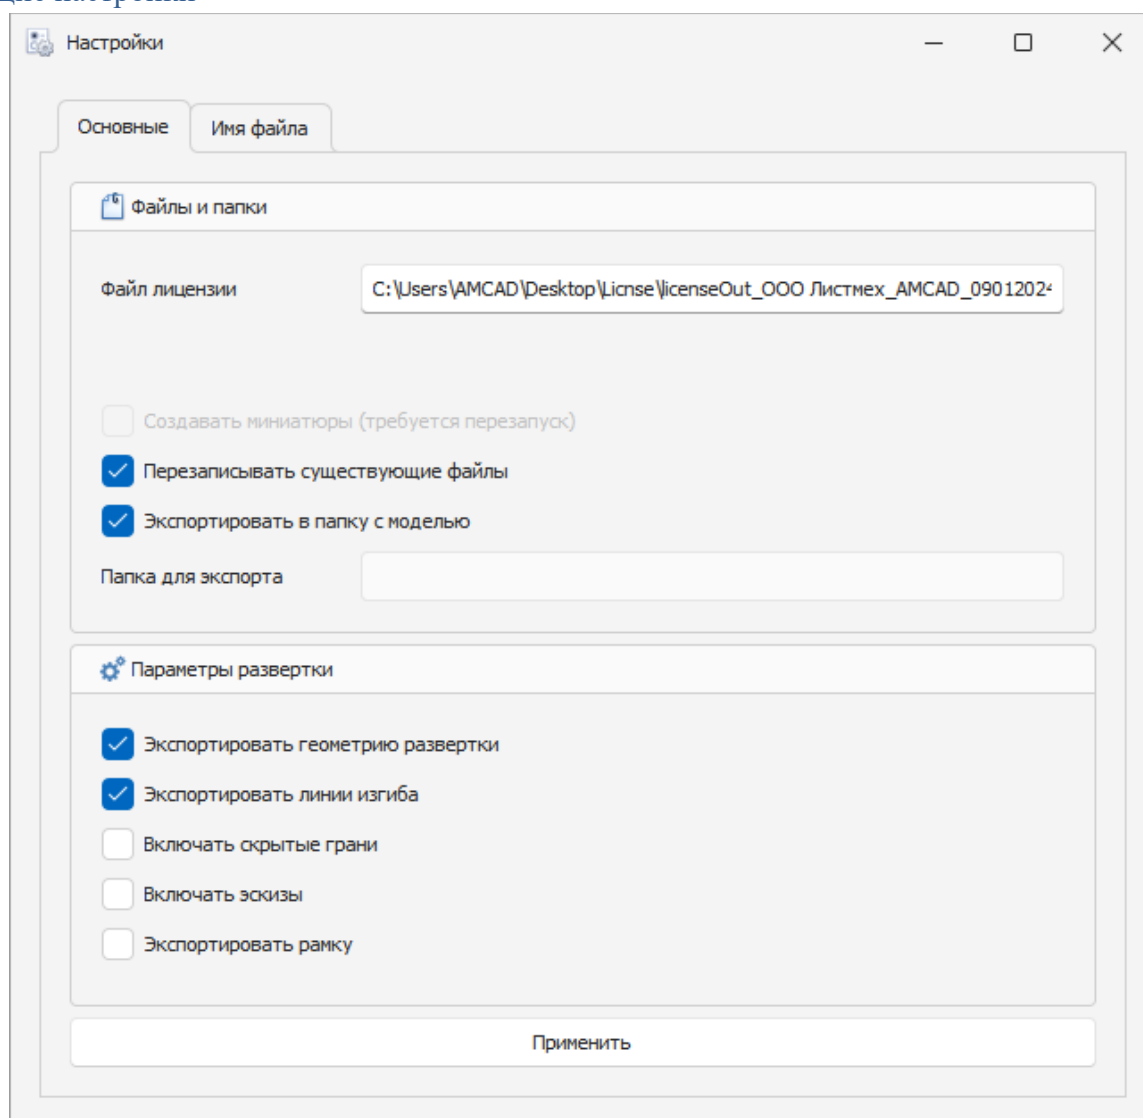 Настройки
Основные
Имя файла
Файлы и папки
Файл лицензии
C:\Users\AMCAD\Desktop\Licnse\licenseOut_ООО Листмех_AMCAD_09012024
Создавать миниатюры (требуется перезапуск)
Перезаписывать существующие файлы
Экспортировать в папку с моделью
Папка для экспорта
Параметры развертки
Экспортировать геометрию развертки
Экспортировать линии изгиба
Включать скрытые грани
Включать эскизы
Экспортировать рамку
Применить